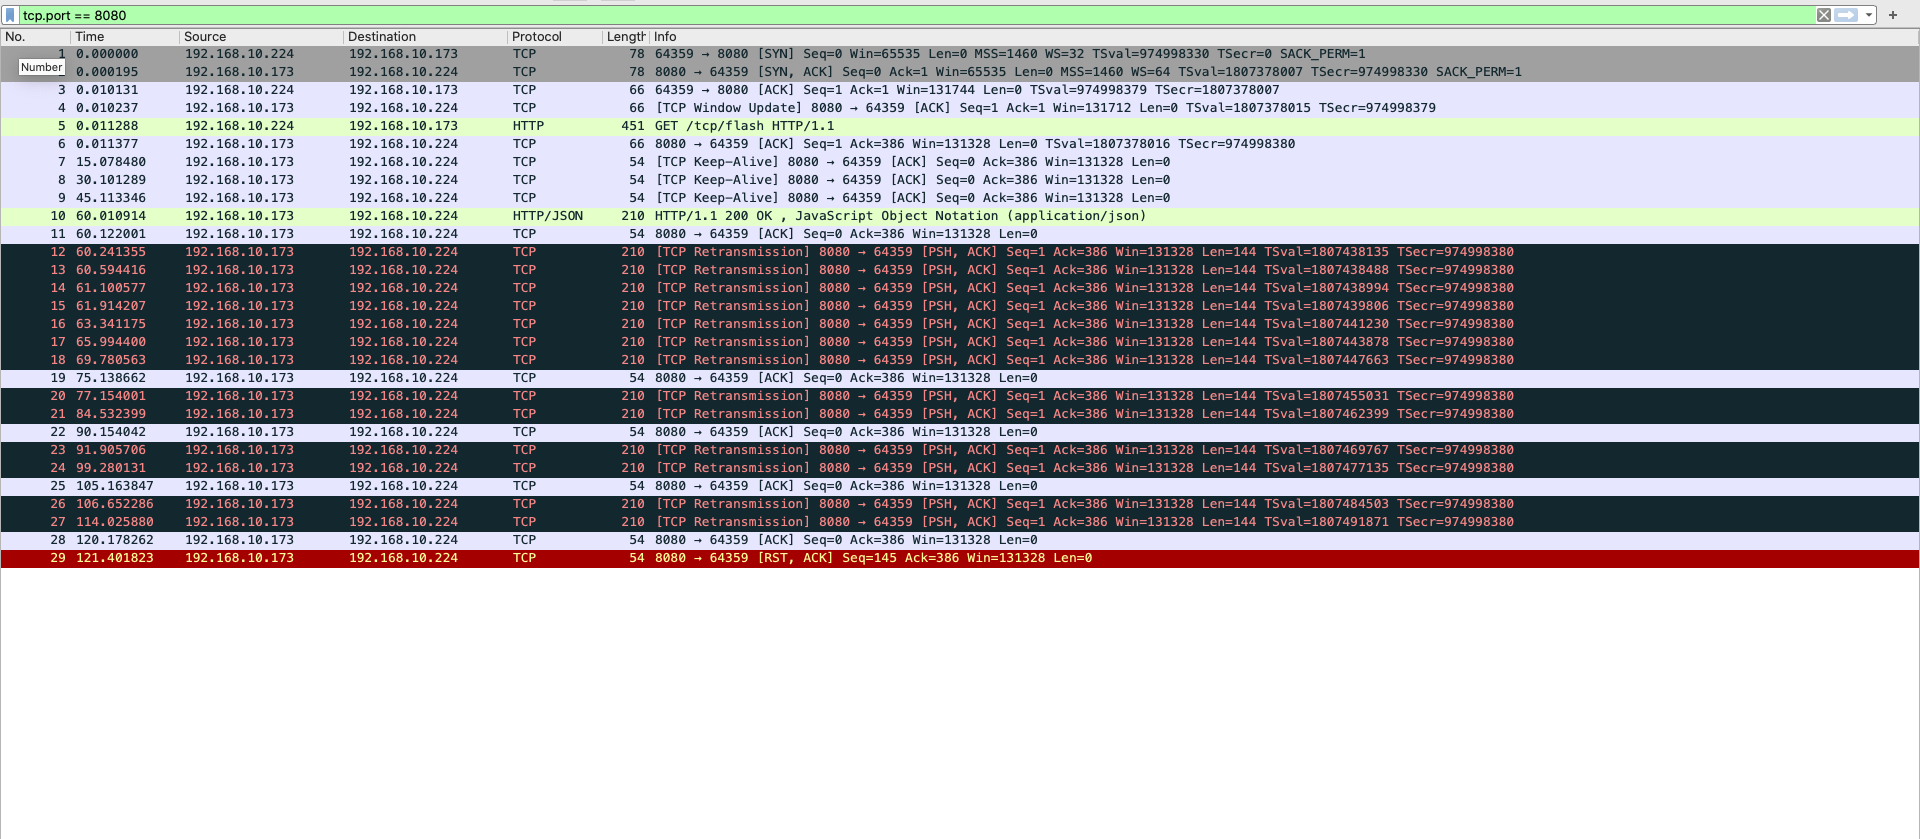 tcp.port == 8080
No. Time Source Destination Protocol Length Info
1 0.000000 192.168.10.224 192.168.10.173 TCP 78 64359 → 8080 [SYN] Seq=0 Win=65535 Len=0 MSS=1460 WS=32 TSval=974998330 TSecr=0 SACK_PERM=1
Number
0.000195 192.168.10.173 192.168.10.224 TCP 78 8080 → 64359 [SYN, ACK] Seq=0 Ack=1 Win=65535 Len=0 MSS=1460 WS=64 TSval=1807378007 TSecr=974998330 SACK_PERM=1
3 0.010131 192.168.10.224 192.168.10.173 TCP 66 64359 → 8080 [ACK] Seq=1 Ack=1 Win=131744 Len=0 TSval=974998379 TSecr=1807378007
4 0.010237 192.168.10.173 192.168.10.224 TCP 66 [TCP Window Update] 8080 → 64359 [ACK] Seq=1 Ack=1 Win=131712 Len=0 TSval=1807378015 TSecr=974998379
5 0.011288 192.168.10.224 192.168.10.173 HTTP 451 GET /tcp/flash HTTP/1.1
6 0.011377 192.168.10.173 192.168.10.224 TCP 66 8080 → 64359 [ACK] Seq=1 Ack=386 Win=131328 Len=0 TSval=1807378016 TSecr=974998380
7 15.078480 192.168.10.173 192.168.10.224 TCP 54 [TCP Keep-Alive] 8080 → 64359 [ACK] Seq=0 Ack=386 Win=131328 Len=0
8 30.101289 192.168.10.173 192.168.10.224 TCP 54 [TCP Keep-Alive] 8080 → 64359 [ACK] Seq=0 Ack=386 Win=131328 Len=0
9 45.113346 192.168.10.173 192.168.10.224 TCP 54 [TCP Keep-Alive] 8080 → 64359 [ACK] Seq=0 Ack=386 Win=131328 Len=0
10 60.010914 192.168.10.173 192.168.10.224 HTTP/JSON 210 HTTP/1.1 200 OK , JavaScript Object Notation (application/json)
11 60.122001 192.168.10.173 192.168.10.224 TCP 54 8080 → 64359 [ACK] Seq=0 Ack=386 Win=131328 Len=0
12 60.241355 192.168.10.173 192.168.10.224 TCP 210 [TCP Retransmission] 8080 → 64359 [PSH, ACK] Seq=1 Ack=386 Win=131328 Len=144 TSval=1807438135 TSecr=974998380
13 60.594416 192.168.10.173 192.168.10.224 TCP 210 [TCP Retransmission] 8080 → 64359 [PSH, ACK] Seq=1 Ack=386 Win=131328 Len=144 TSval=1807438488 TSecr=974998380
14 61.100577 192.168.10.173 192.168.10.224 TCP 210 [TCP Retransmission] 8080 → 64359 [PSH, ACK] Seq=1 Ack=386 Win=131328 Len=144 TSval=1807438994 TSecr=974998380
15 61.914207 192.168.10.173 192.168.10.224 TCP 210 [TCP Retransmission] 8080 → 64359 [PSH, ACK] Seq=1 Ack=386 Win=131328 Len=144 TSval=1807439806 TSecr=974998380
16 63.341175 192.168.10.173 192.168.10.224 TCP 210 [TCP Retransmission] 8080 → 64359 [PSH, ACK] Seq=1 Ack=386 Win=131328 Len=144 TSval=1807441230 TSecr=974998380
17 65.994400 192.168.10.173 192.168.10.224 TCP 210 [TCP Retransmission] 8080 → 64359 [PSH, ACK] Seq=1 Ack=386 Win=131328 Len=144 TSval=1807443878 TSecr=974998380
18 69.780563 192.168.10.173 192.168.10.224 TCP 210 [TCP Retransmission] 8080 → 64359 [PSH, ACK] Seq=1 Ack=386 Win=131328 Len=144 TSval=1807447663 TSecr=974998380
19 75.138662 192.168.10.173 192.168.10.224 TCP 54 8080 → 64359 [ACK] Seq=0 Ack=386 Win=131328 Len=0
20 77.154001 192.168.10.173 192.168.10.224 TCP 210 [TCP Retransmission] 8080 → 64359 [PSH, ACK] Seq=1 Ack=386 Win=131328 Len=144 TSval=1807455031 TSecr=974998380
21 84.532399 192.168.10.173 192.168.10.224 TCP 210 [TCP Retransmission] 8080 → 64359 [PSH, ACK] Seq=1 Ack=386 Win=131328 Len=144 TSval=1807462399 TSecr=974998380
22 90.154042 192.168.10.173 192.168.10.224 TCP 54 8080 → 64359 [ACK] Seq=0 Ack=386 Win=131328 Len=0
23 91.905706 192.168.10.173 192.168.10.224 TCP 210 [TCP Retransmission] 8080 → 64359 [PSH, ACK] Seq=1 Ack=386 Win=131328 Len=144 TSval=1807469767 TSecr=974998380
24 99.280131 192.168.10.173 192.168.10.224 TCP 210 [TCP Retransmission] 8080 → 64359 [PSH, ACK] Seq=1 Ack=386 Win=131328 Len=144 TSval=1807477135 TSecr=974998380
25 105.163847 192.168.10.173 192.168.10.224 TCP 54 8080 → 64359 [ACK] Seq=0 Ack=386 Win=131328 Len=0
26 106.652286 192.168.10.173 192.168.10.224 TCP 210 [TCP Retransmission] 8080 → 64359 [PSH, ACK] Seq=1 Ack=386 Win=131328 Len=144 TSval=1807484503 TSecr=974998380
27 114.025880 192.168.10.173 192.168.10.224 TCP 210 [TCP Retransmission] 8080 → 64359 [PSH, ACK] Seq=1 Ack=386 Win=131328 Len=144 TSval=1807491871 TSecr=974998380
28 120.178262 192.168.10.173 192.168.10.224 TCP 54 8080 → 64359 [ACK] Seq=0 Ack=386 Win=131328 Len=0
29 121.401823 192.168.10.173 192.168.10.224 TCP 54 8080 → 64359 [RST, ACK] Seq=145 Ack=386 Win=131328 Len=0